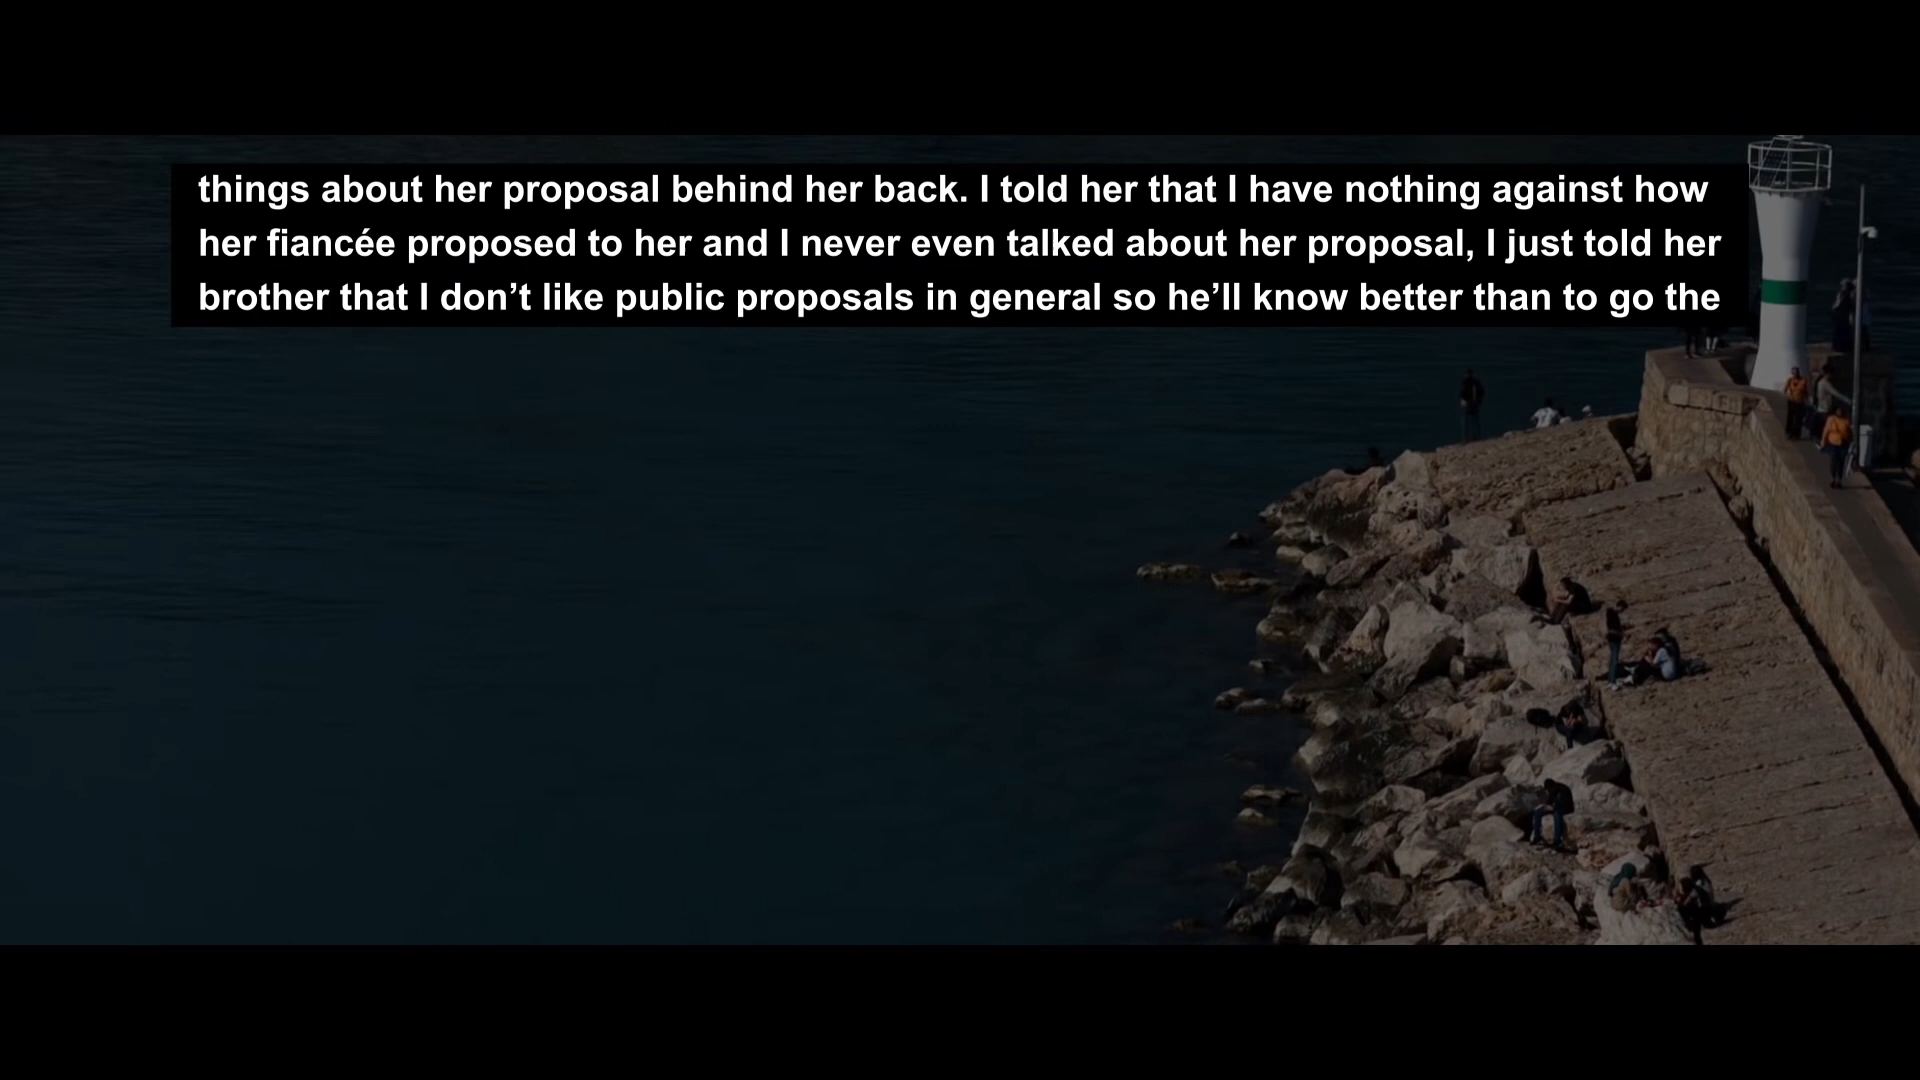 things about her proposal behind her back. I told her that I have nothing against how
her fiancée proposed to her and I never even talked about her proposal, I just told her
brother that I don’t like public proposals in general so he’ll know better than to go the